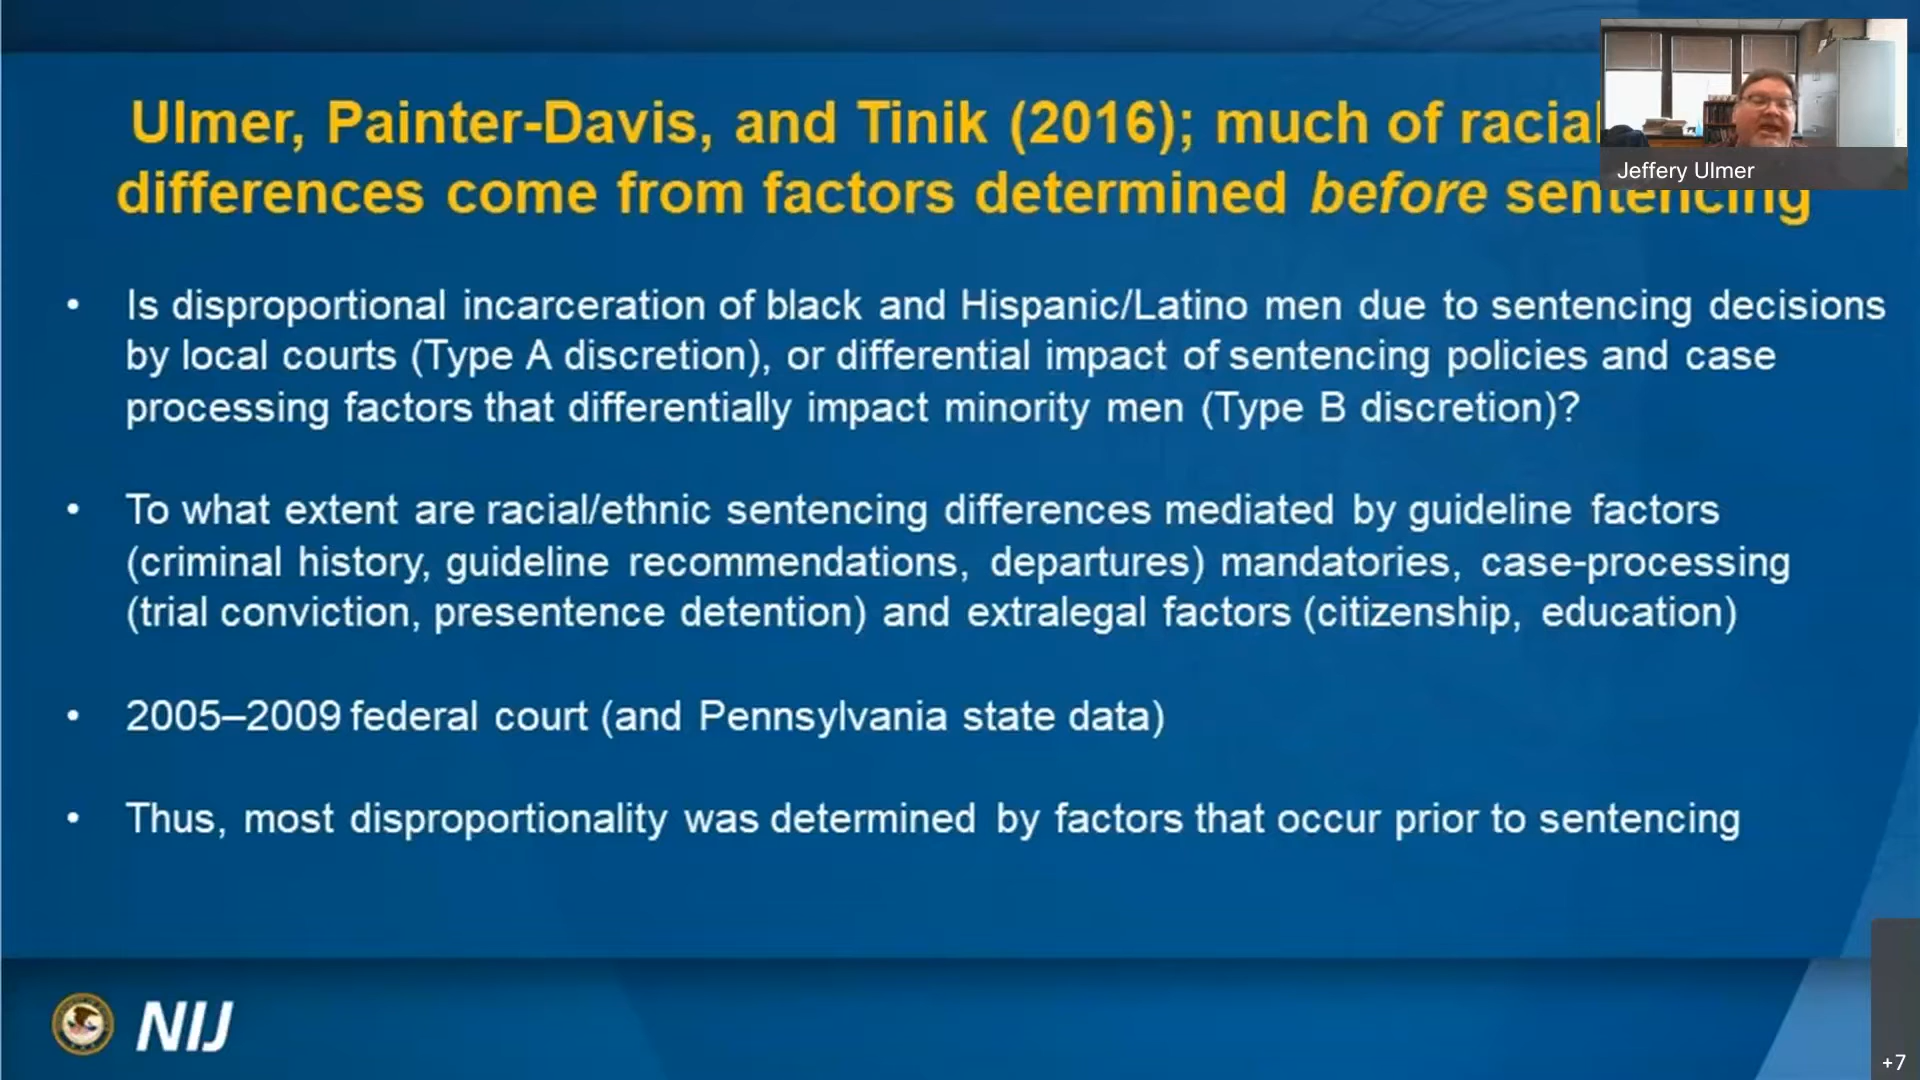 Ulmer, Painter-Davis, and Tinik (2016); much of racial
differences come from factors determined before sentencing
Jeffery Ulmer
• Is disproportional incarceration of black and Hispanic/Latino men due to sentencing decisions
by local courts (Type A discretion), or differential impact of sentencing policies and case
processing factors that differentially impact minority men (Type B discretion)?
• To what extent are racial/ethnic sentencing differences mediated by guideline factors
(criminal history, guideline recommendations, departures) mandatories, case-processing
(trial conviction, presentence detention) and extralegal factors (citizenship, education)
• 2005–2009 federal court (and Pennsylvania state data)
• Thus, most disproportionality was determined by factors that occur prior to sentencing
NIJ
+7